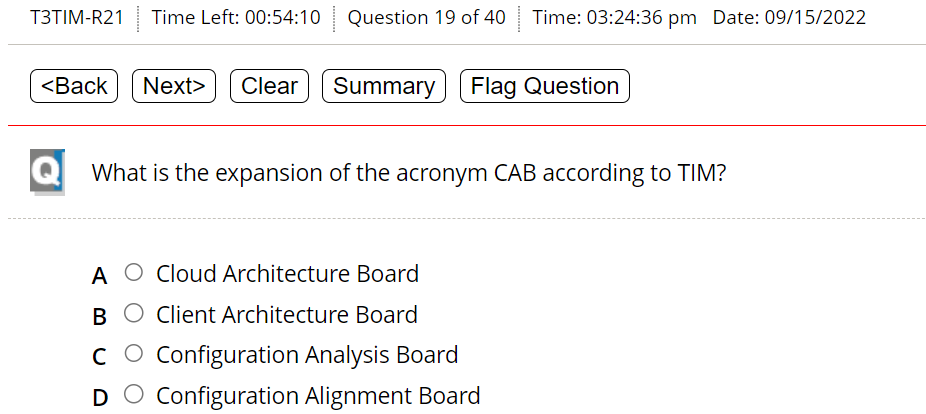 T3TIM-R21 Time Left: 00:54:10 Question 19 of 40 Time: 03:24:36 pm Date: 09/15/2022
<Back Next> Clear Summary Flag Question
Q What is the expansion of the acronym CAB according to TIM?
A Cloud Architecture Board
B Client Architecture Board
C Configuration Analysis Board
D Configuration Alignment Board